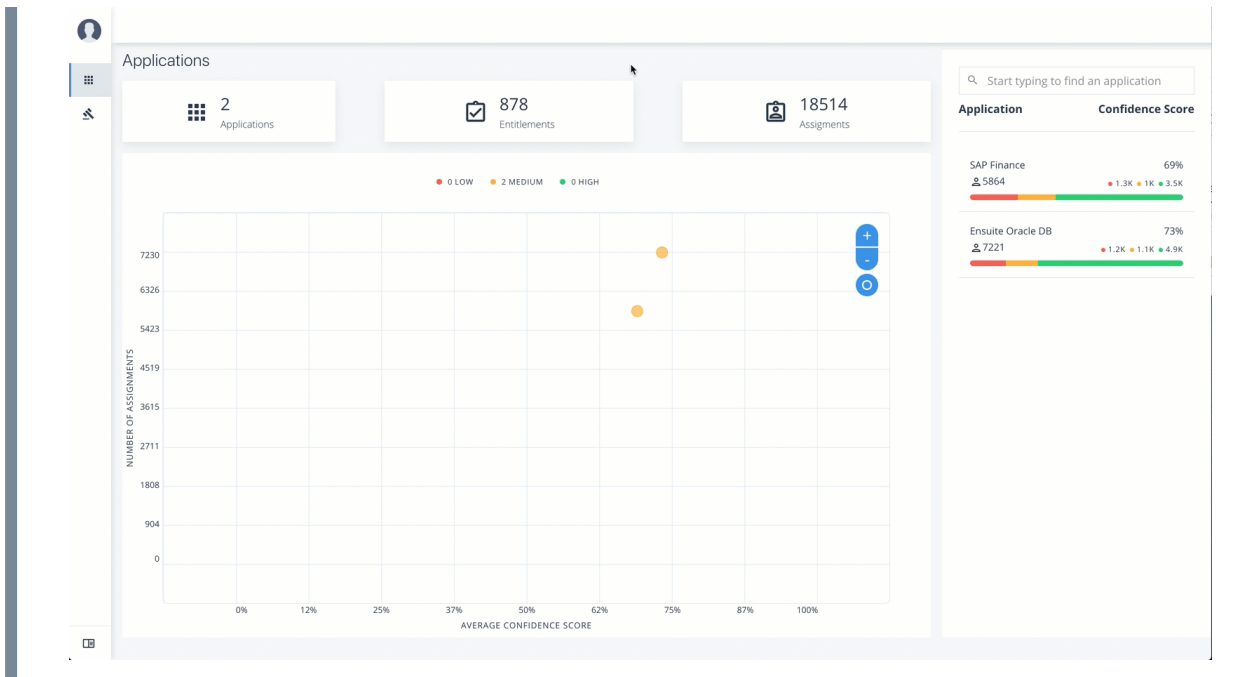 Applications
2
Applications
878
Entitlements
18514
Assigments
0 LOW 2 MEDIUM 0 HIGH
7230
6326
5423
4519
3615
2711
1808
904
0
NUMBER OF ASSIGNMENTS
0% 12% 25% 37% 50% 62% 75% 87% 100%
AVERAGE CONFIDENCE SCORE
+
-
Start typing to find an application
Application Confidence Score
SAP Finance 69%
5864 1.3K 1K 3.5K
Ensuite Oracle DB 73%
7221 1.2K 1.1K 4.9K